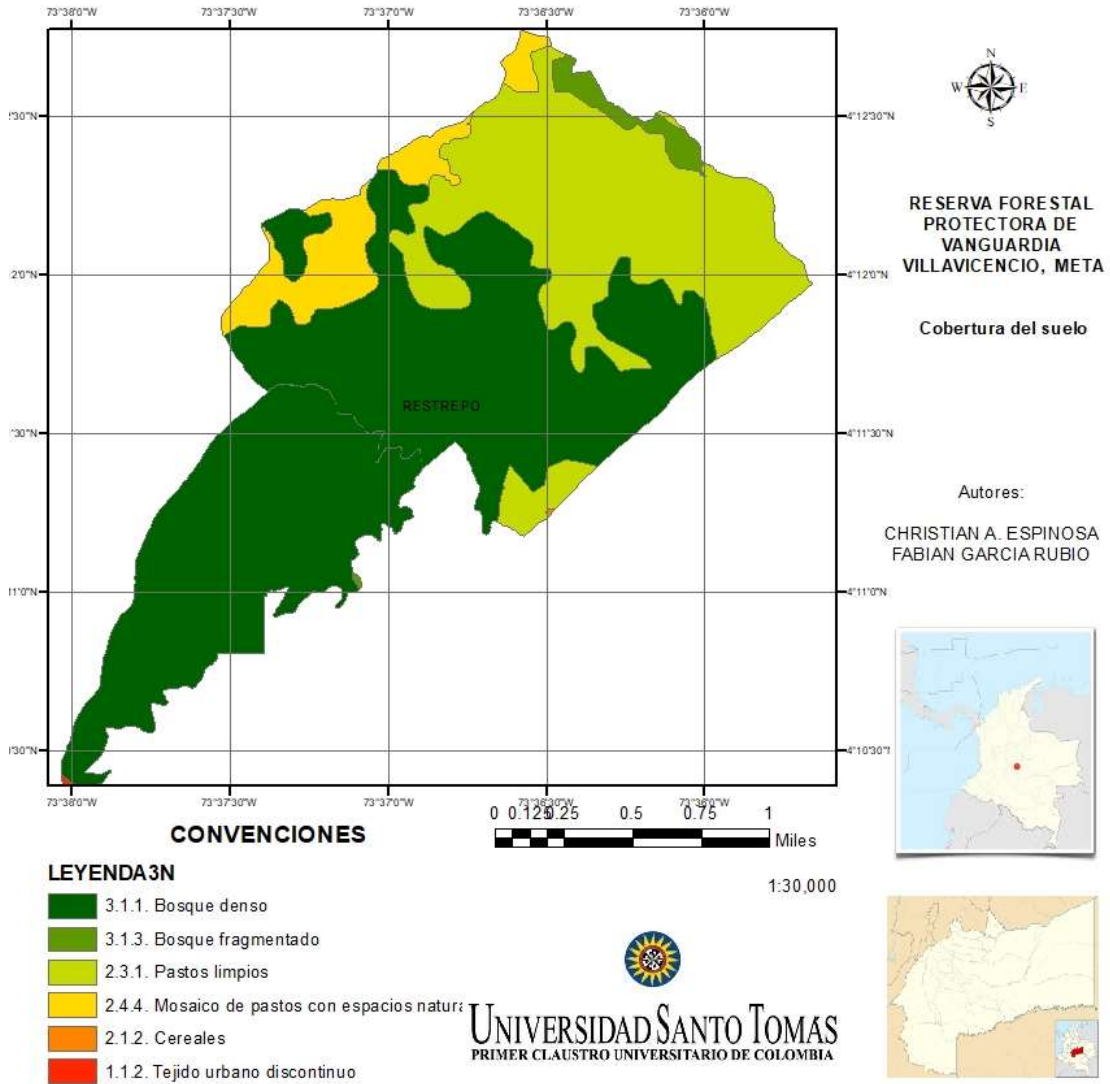 73°38'0"W 73°37'30"W 73°37'0"W 73°36'30"W 73°36'0"W
N
W E
S
4°12'30"N
4°12'0"N
4°11'30"N
4°11'0"N
4°10'30"N
RESTREPO
73°38'0"W 73°37'30"W 73°37'0"W 73°36'30"W 73°36'0"W
RESERVA FORESTAL
PROTECTORA DE
VANGUARDIA
VILLAVICENCIO, META
Cobertura del suelo
Autores:
CHRISTIAN A. ESPINOSA
FABIAN GARCIA RUBIO
0 0.125 0.25 0.5 0.75 1
Miles
1:30,000
CONVENCIONES
LEYENDA3N
3.1.1. Bosque denso
3.1.3. Bosque fragmentado
2.3.1. Pastos limpios
2.4.4. Mosaico de pastos con espacios natura
2.1.2. Cereales
1.1.2. Tejido urbano discontinuo
UNIVERSIDAD SANTO TOMAS
PRIMER CLAUSTRO UNIVERSITARIO DE COLOMBIA